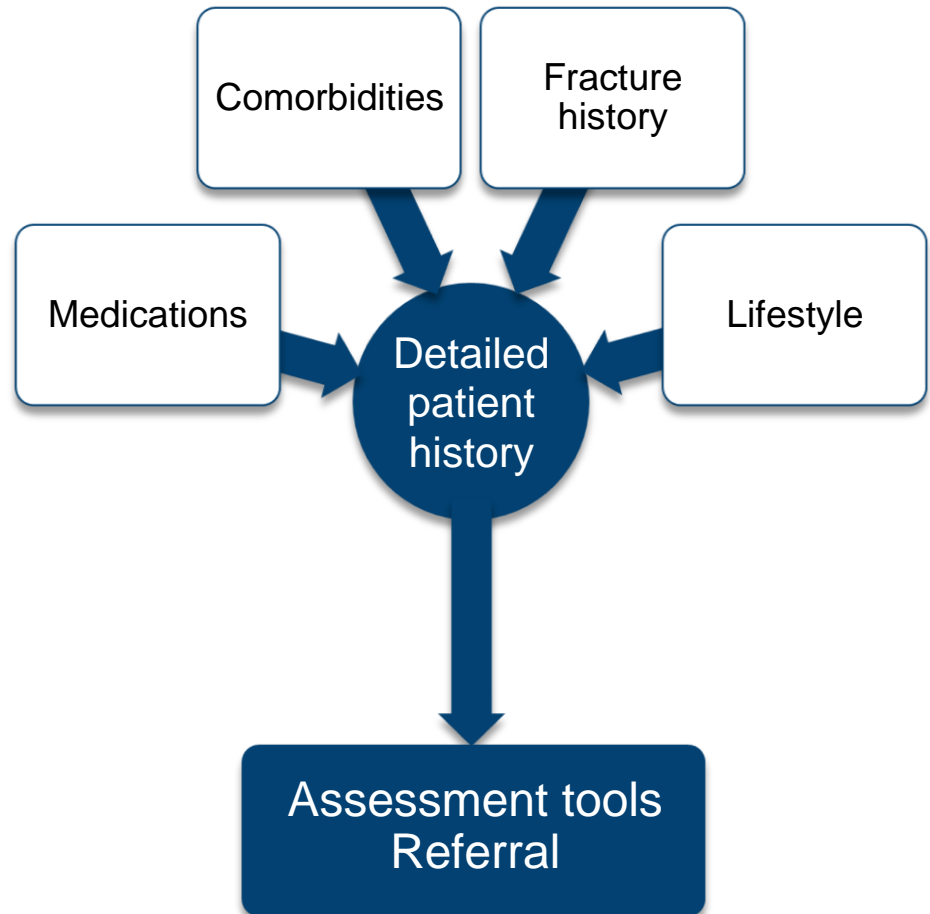 Comorbidities
Fracture
history
Medications
Lifestyle
Detailed
patient
history
Assessment tools
Referral